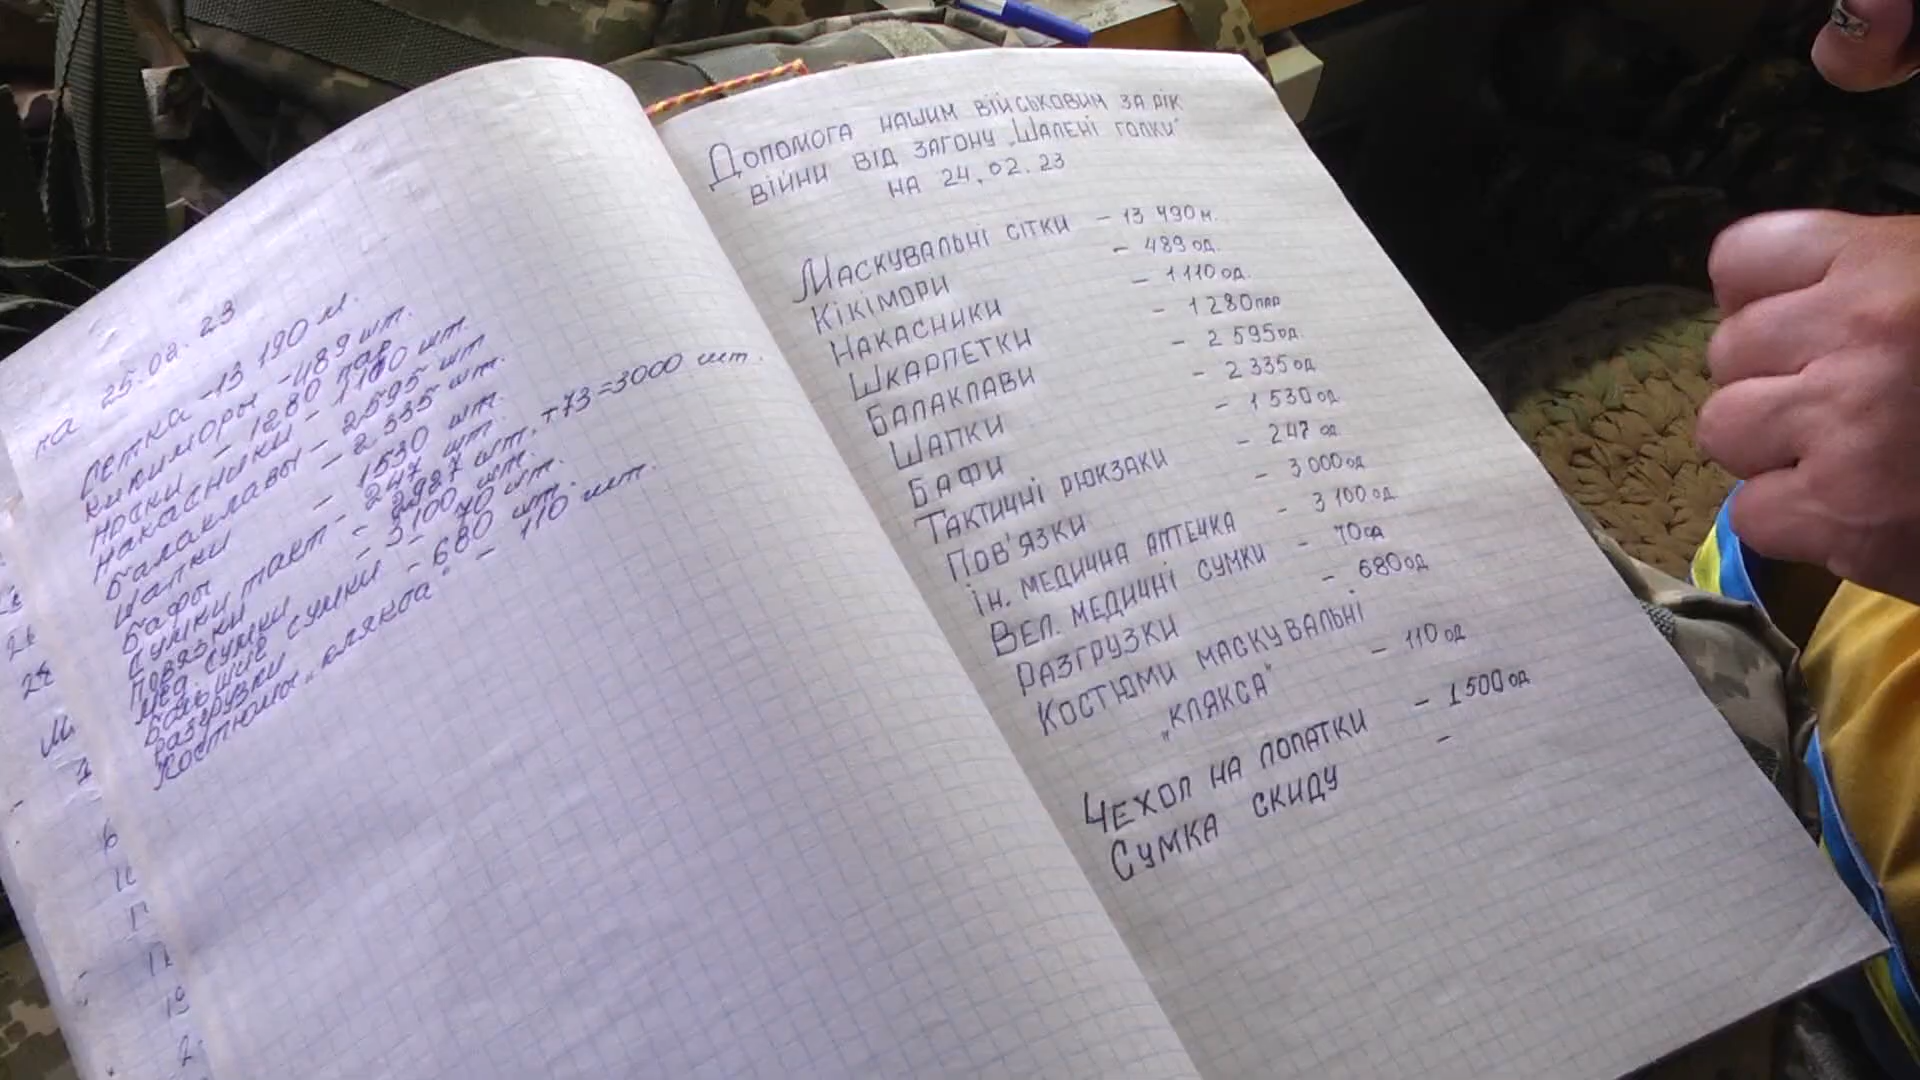 на 25.02.23
сетка - 13 190 м.
кикиморы - 489 шт.
носки - 1280 пар
накасники - 1110 шт.
балаклавы - 2595 шт
шапки - 2335 шт.
бафы - 1530 шт.
сумки такт - 247 шт.
повязки - 2987 шт. +73=3000 шт.
мед. сумки - 3100 шт.
большие сумки - 70 шт.
разгрузки - 680 шт.
костюмы „клякса" - 110 шт.
Допомога нашим військовим за рік
війни від загону „Шалені голки"
на 24.02.23
Маскувальні сітки - 13 490 м.
Кікімори - 489 од.
Накасники - 1 110 од.
Шкарпетки - 1 280 пар
Балаклави - 2 595 од.
Шапки - 2 335 од
Бафи - 1 530 од
Тактичні рюкзаки - 247 од
Пов'язки - 3 000 од
ін. медична аптечка - 3 100 од
Вел. медичні сумки - 70 од
Разгрузки - 680 од
Костюми маскувальні
„клякса" - 110 од
Чехол на лопатки - 1 500 од
Сумка скиду -